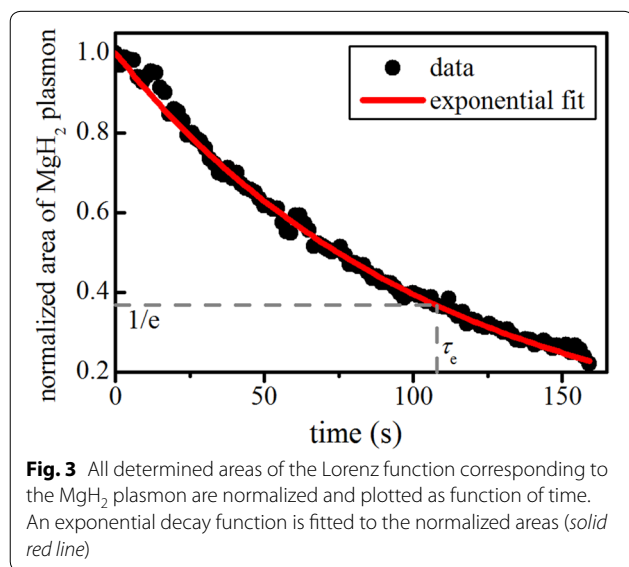 1.0
0.8
0.6
0.4
0.2
normalized area of MgH₂ plasmon
data
exponential fit
1/e
τe
0
50
100
150
time (s)
Fig. 3 All determined areas of the Lorenz function corresponding to
the MgH₂ plasmon are normalized and plotted as function of time.
An exponential decay function is fitted to the normalized areas (solid
red line)